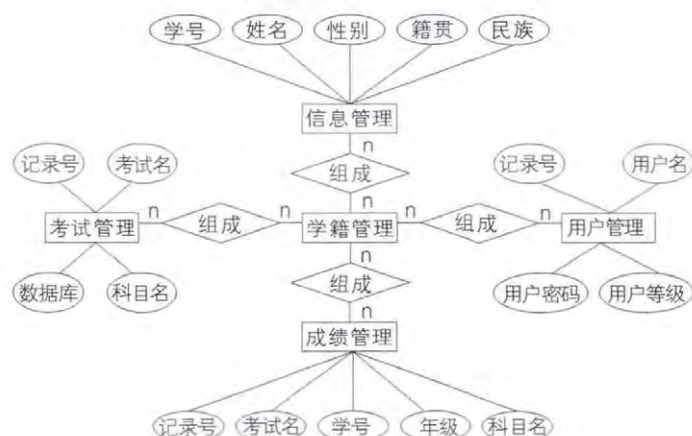 学号 姓名 性别 籍贯 民族
信息管理
n
记录号 考试名 组成 记录号 用户名
n
考试管理 n 组成 n 学籍管理 n 组成 n 用户管理
n
数据库 科目名 组成 用户密码 用户等级
n
成绩管理
记录号 考试名 学号 年级 科目名